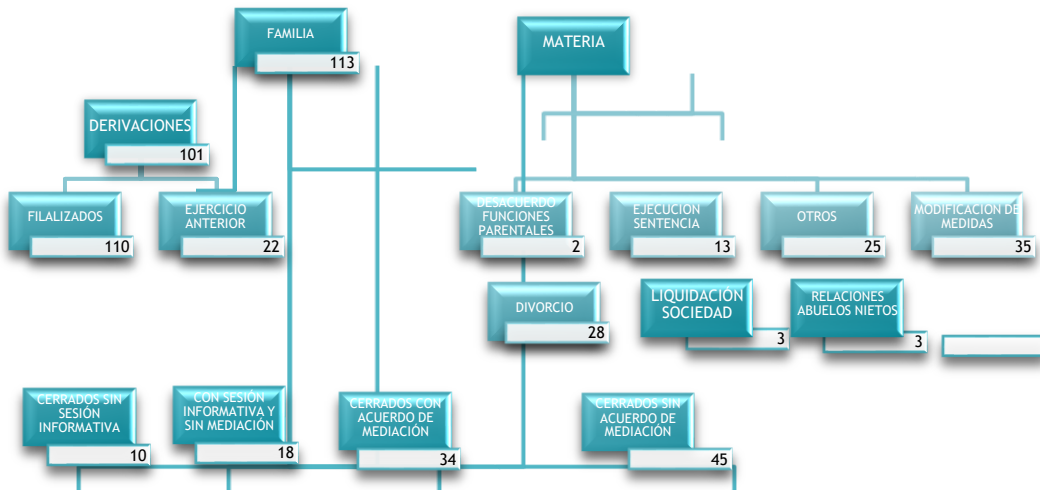 FAMILIA
113
MATERIA
DERIVACIONES
101
FILALIZADOS
110
EJERCICIO
ANTERIOR
22
DESACUERDO
FUNCIONES
PARENTALES
2
EJECUCION
SENTENCIA
13
OTROS
25
MODIFICACION DE
MEDIDAS
35
DIVORCIO
28
LIQUIDACIÓN
SOCIEDAD
3
RELACIONES
ABUELOS NIETOS
3
CERRADOS SIN
SESIÓN
INFORMATIVA
10
CON SESIÓN
INFORMATIVA Y
SIN MEDIACIÓN
18
CERRADOS CON
ACUERDO DE
MEDIACIÓN
34
CERRADOS SIN
ACUERDO DE
MEDIACIÓN
45